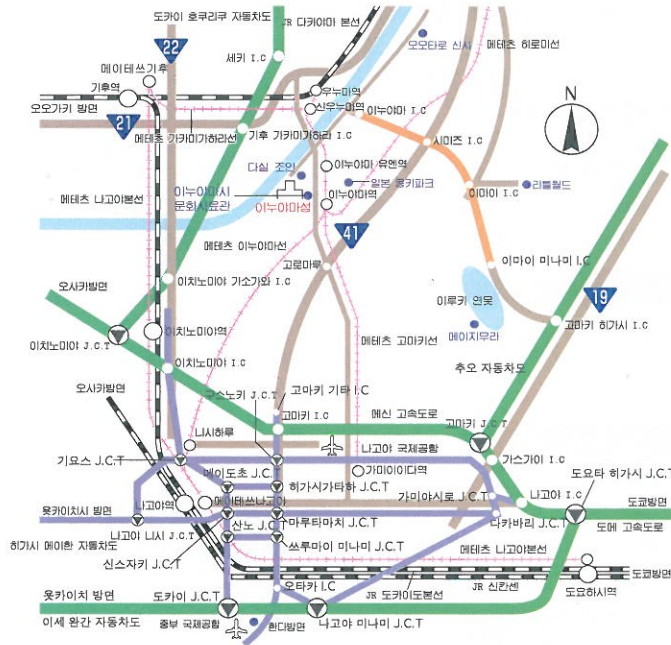 도카이 호쿠리쿠 자동차도
JR 다카야마 본선
22
메이테쓰기후
세키 I.C
모모타로 신사
메테츠 히로미선
기후역
우누마역
신우누마역
이누야마 I.C
N
오오가키 방면
21
메테츠 가카미가하라선
기후 가카미가하라 I.C
시미즈 I.C
다실 조안
이누야마 유엔역
일본 몽키파크
이마이 I.C
리틀월드
메테츠 나고야본선
이누야마시
문화사료관
이누야마성
이누야마역
41
메테츠 이누야마선
고로마루
이마이 미나미 I.C
19
오사카방면
이치노미야 가소가와 I.C
이루카 연못
고마키 히가시 I.C
이치노미야역
메테츠 고마키선
메이지무라
이치노미야 J.C.T
이치노미야 I.C
추오 자동차도
오사카방면
구스노키 J.C.T
고마키 기타 I.C
고마키 I.C
메신 고속도로
고마키 J.C.T
니시하루
나고야 국제공항
기요스 J.C.T
가스가이 I.C
메이도쵸 J.C.T
가미이이다역
도요타 히가시 J.C.T
히가시가타하 J.C.T
가미야시로 J.C.T
나고야 I.C
나고야역
메이테쓰나고야
욧카이치시 방면
도쿄방면
산노 J.C.T
마루타마치 J.C.T
다카바리 J.C.T
도메 고속도로
나고야 니시 J.C.T
히가시 메이한 자동차도
쓰루마이 미나미 J.C.T
메테츠 나고야본선
신스자키 J.C.T
도쿄방면
오타카 I.C
욧카이치 방면
도카이 J.C.T
JR 도카이도본선
JR 신칸센
도요하시역
이세 완간 자동차도
중부 국제공항
한다방면
나고야 미나미 J.C.T